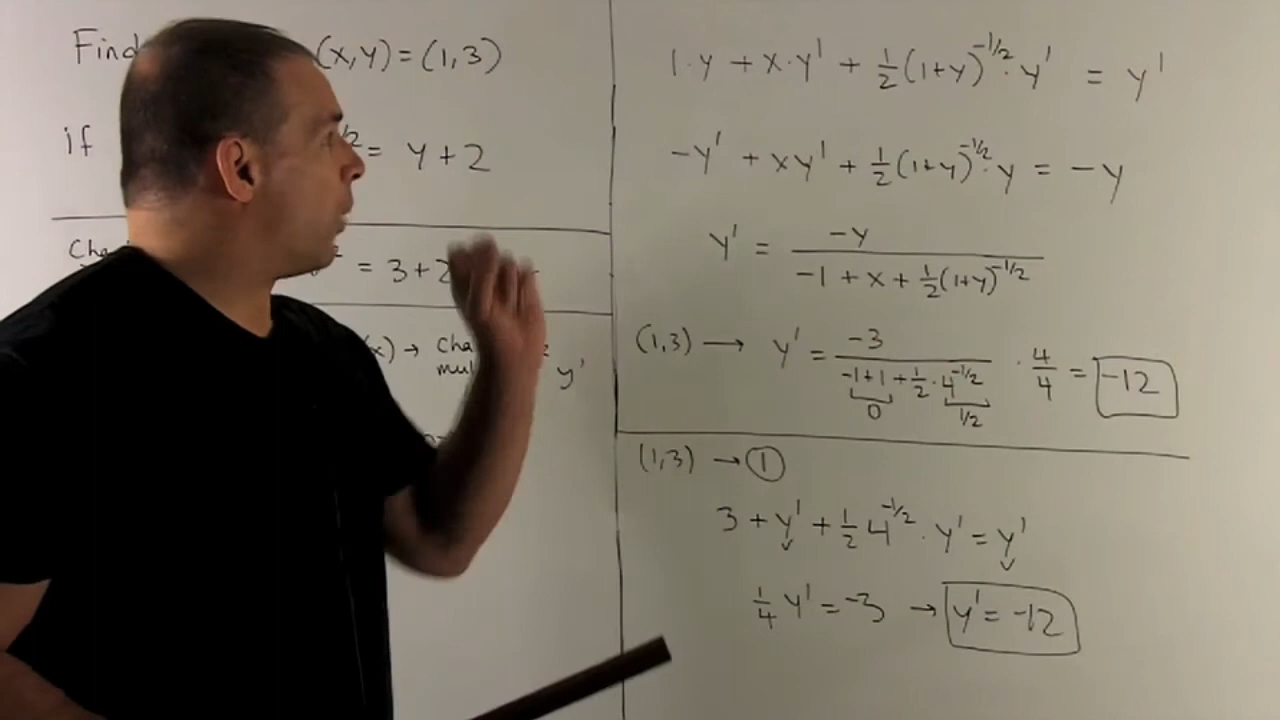 Find (x,y)=(1,3)
if 1/2 = y+2
= 3+2
(x) →
y'
1·y + x·y' + 1/2(1+y)^-1/2·y' = y'
-y' + xy' + 1/2(1+y)^-1/2·y = -y
y' = -y / (-1 + x + 1/2(1+y)^-1/2)
(1,3) → y' = -3 / (-1+1 + 1/2·4^-1/2) · 4/4 = -12
0 1/2
(1,3) → ①
3 + y' + 1/2 4^-1/2 · y' = y'
1/4 y' = -3 → y' = -12